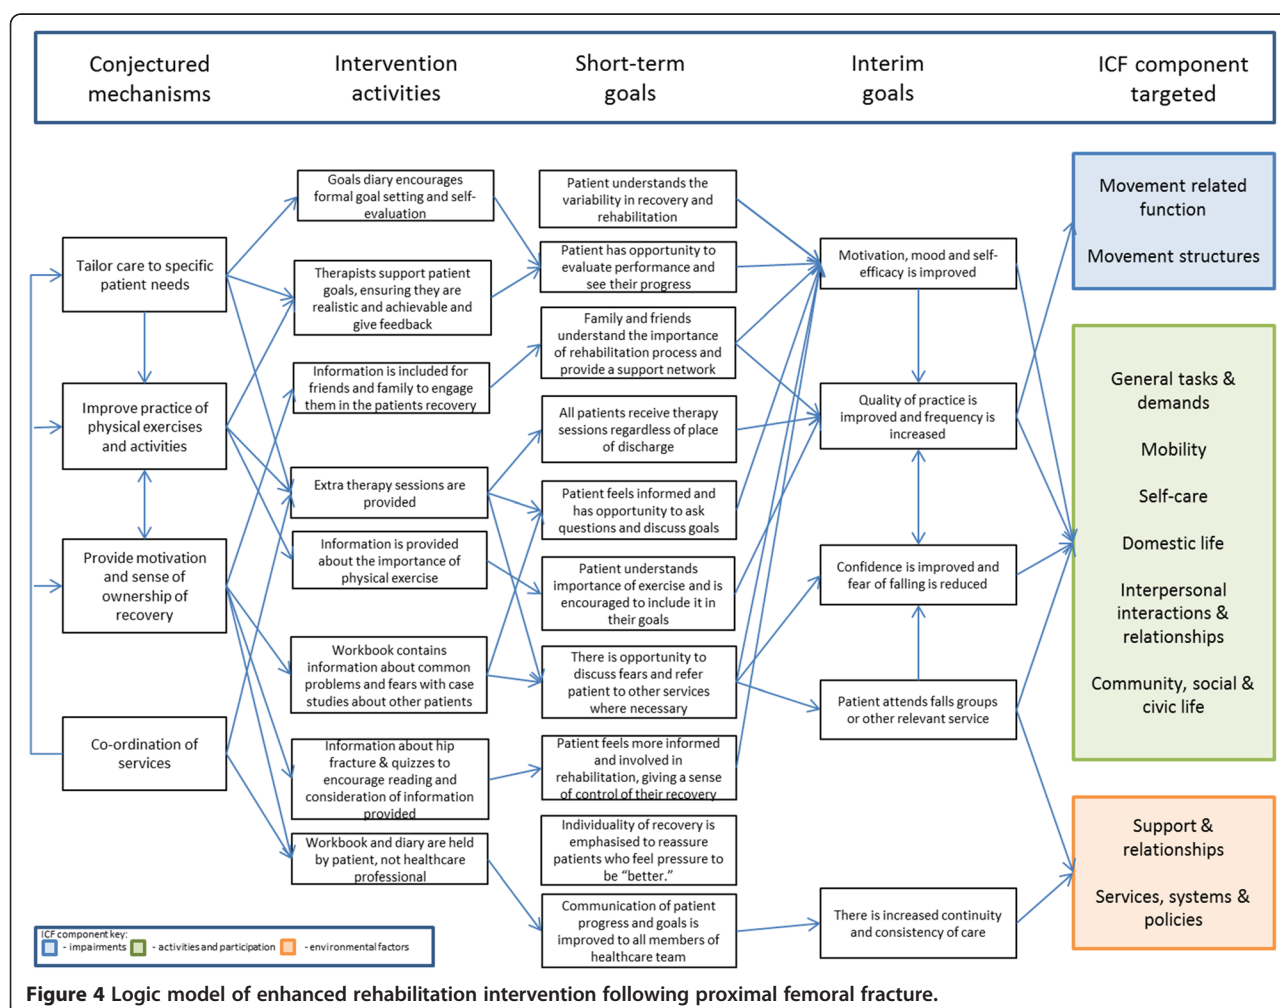 Conjectured
mechanisms
Intervention
activities
Short-term
goals
Interim
goals
ICF component
targeted
Tailor care to specific
patient needs
Improve practice of
physical exercises
and activities
Provide motivation
and sense of
ownership of
recovery
Co-ordination of
services
Goals diary encourages
formal goal setting and self-
evaluation
Therapists support patient
goals, ensuring they are
realistic and achievable and
give feedback
Information is included for
friends and family to engage
them in the patients recovery
Extra therapy sessions are
provided
Information is provided
about the importance of
physical exercise
Workbook contains
information about common
problems and fears with case
studies about other patients
Information about hip
fracture & quizzes to
encourage reading and
consideration of information
provided
Workbook and diary are held
by patient, not healthcare
professional
Patient understands the
variability in recovery and
rehabilitation
Patient has opportunity to
evaluate performance and
see their progress
Family and friends
understand the importance
of rehabilitation process and
provide a support network
All patients receive therapy
sessions regardless of place
of discharge
Patient feels informed and
has opportunity to ask
questions and discuss goals
Patient understands
importance of exercise and is
encouraged to include it in
their goals
There is opportunity to
discuss fears and refer
patient to other services
where necessary
Patient feels more informed
and involved in
rehabilitation, giving a sense
of control of their recovery
Individuality of recovery is
emphasised to reassure
patients who feel pressure to
be “better.”
Communication of patient
progress and goals is
improved to all members of
healthcare team
Motivation, mood and self-
efficacy is improved
Quality of practice is
improved and frequency is
increased
Confidence is improved and
fear of falling is reduced
Patient attends falls groups
or other relevant service
There is increased continuity
and consistency of care
Movement related
function
Movement structures
General tasks &
demands
Mobility
Self-care
Domestic life
Interpersonal
interactions &
relationships
Community, social &
civic life
Support &
relationships
Services, systems &
policies
ICF component key:
- impairments - activities and participation - environmental factors
Figure 4 Logic model of enhanced rehabilitation intervention following proximal femoral fracture.